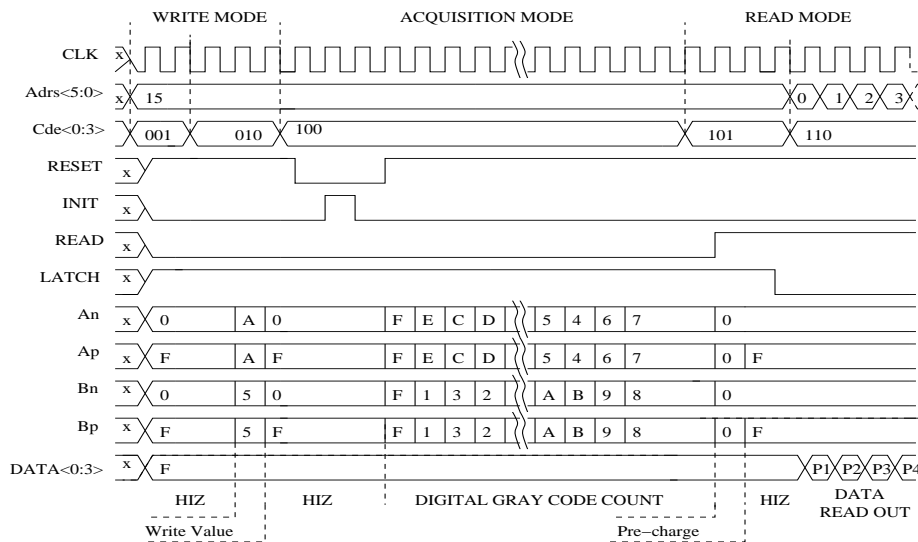 WRITE MODE ACQUISITION MODE READ MODE
CLK x
Adrs<5:0> x 15 0 1 2 3
Cde<0:3> x 001 010 100 101 110
RESET x
INIT x
READ x
LATCH x
An x 0 A 0 F E C D 5 4 6 7 0
Ap x F A F F E C D 5 4 6 7 0 F
Bn x 0 5 0 F 1 3 2 A B 9 8 0
Bp x F 5 F F 1 3 2 A B 9 8 0 F
DATA<0:3> x F P1 P2 P3 P4
HIZ HIZ DIGITAL GRAY CODE COUNT HIZ DATA
READ OUT
Write Value Pre-charge